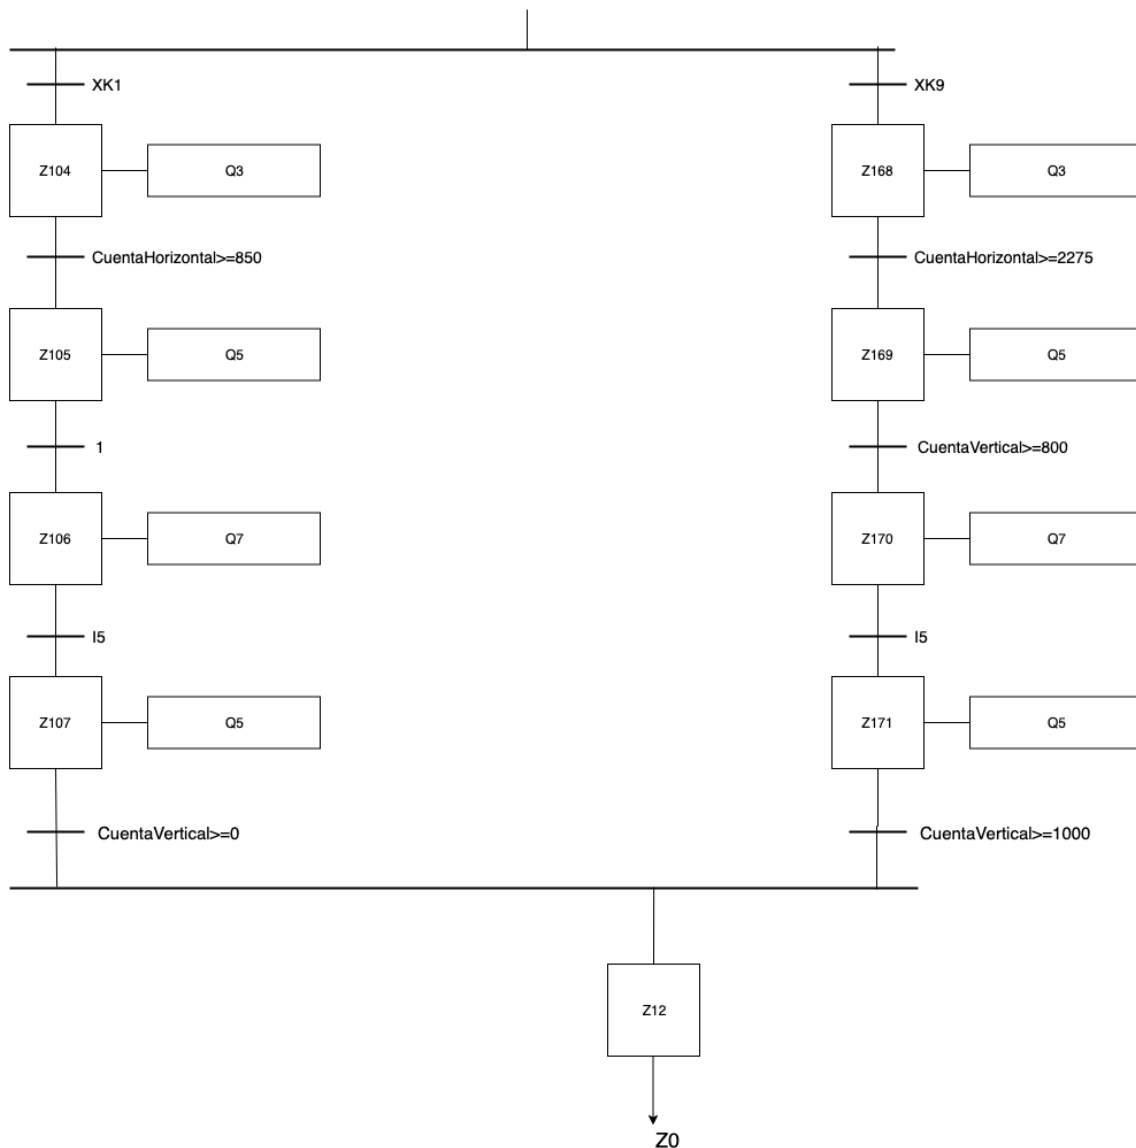 XK1
XK9
Z104
Q3
Z168
Q3
CuentaHorizontal>=850
CuentaHorizontal>=2275
Z105
Q5
Z169
Q5
1
CuentaVertical>=800
Z106
Q7
Z170
Q7
I5
I5
Z107
Q5
Z171
Q5
CuentaVertical>=0
CuentaVertical>=1000
Z12
Z0